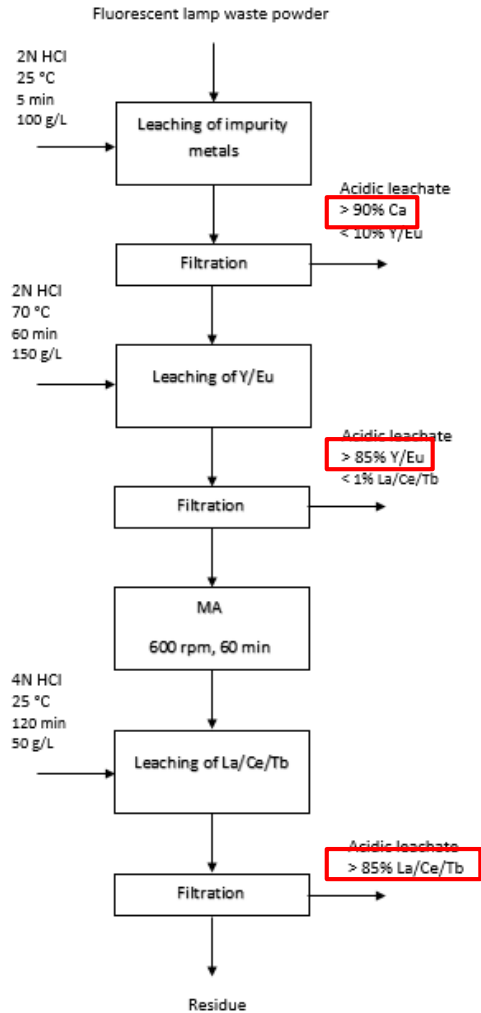 Fluorescent lamp waste powder
2N HCl
25 °C
5 min
100 g/L
Leaching of impurity
metals
Acidic leachate
> 90% Ca
< 10% Y/Eu
Filtration
2N HCl
70 °C
60 min
150 g/L
Leaching of Y/Eu
Acidic leachate
> 85% Y/Eu
< 1% La/Ce/Tb
Filtration
MA
600 rpm, 60 min
4N HCl
25 °C
120 min
50 g/L
Leaching of La/Ce/Tb
Acidic leachate
> 85% La/Ce/Tb
Filtration
Residue